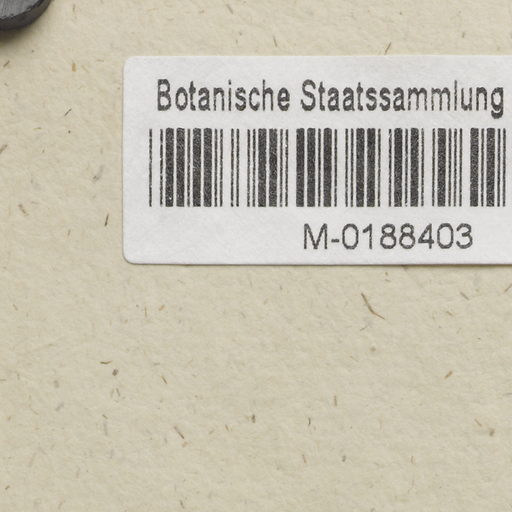 Botanische Staatssammlung
M-0188403